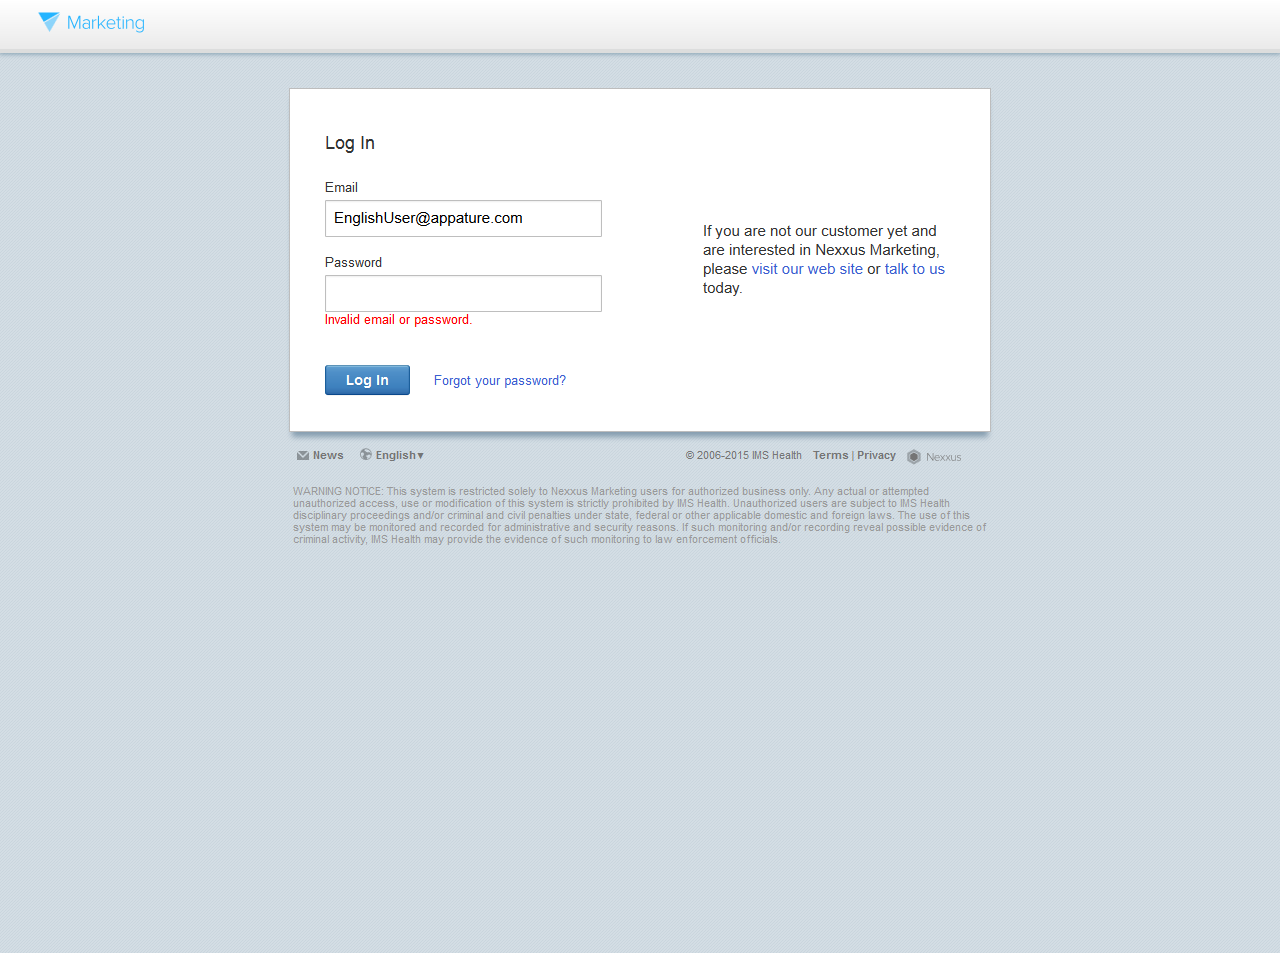 Marketing
Log In
Email
EnglishUser@appature.com
Password
Invalid email or password.
Log In
Forgot your password?
If you are not our customer yet and
are interested in Nexxus Marketing,
please visit our web site or talk to us
today.
News
English▾
© 2006-2015 IMS Health
Terms | Privacy
Nexxus
WARNING NOTICE: This system is restricted solely to Nexxus Marketing users for authorized business only. Any actual or attempted
unauthorized access, use or modification of this system is strictly prohibited by IMS Health. Unauthorized users are subject to IMS Health
disciplinary proceedings and/or criminal and civil penalties under state, federal or other applicable domestic and foreign laws. The use of this
system may be monitored and recorded for administrative and security reasons. If such monitoring and/or recording reveal possible evidence of
criminal activity, IMS Health may provide the evidence of such monitoring to law enforcement officials.